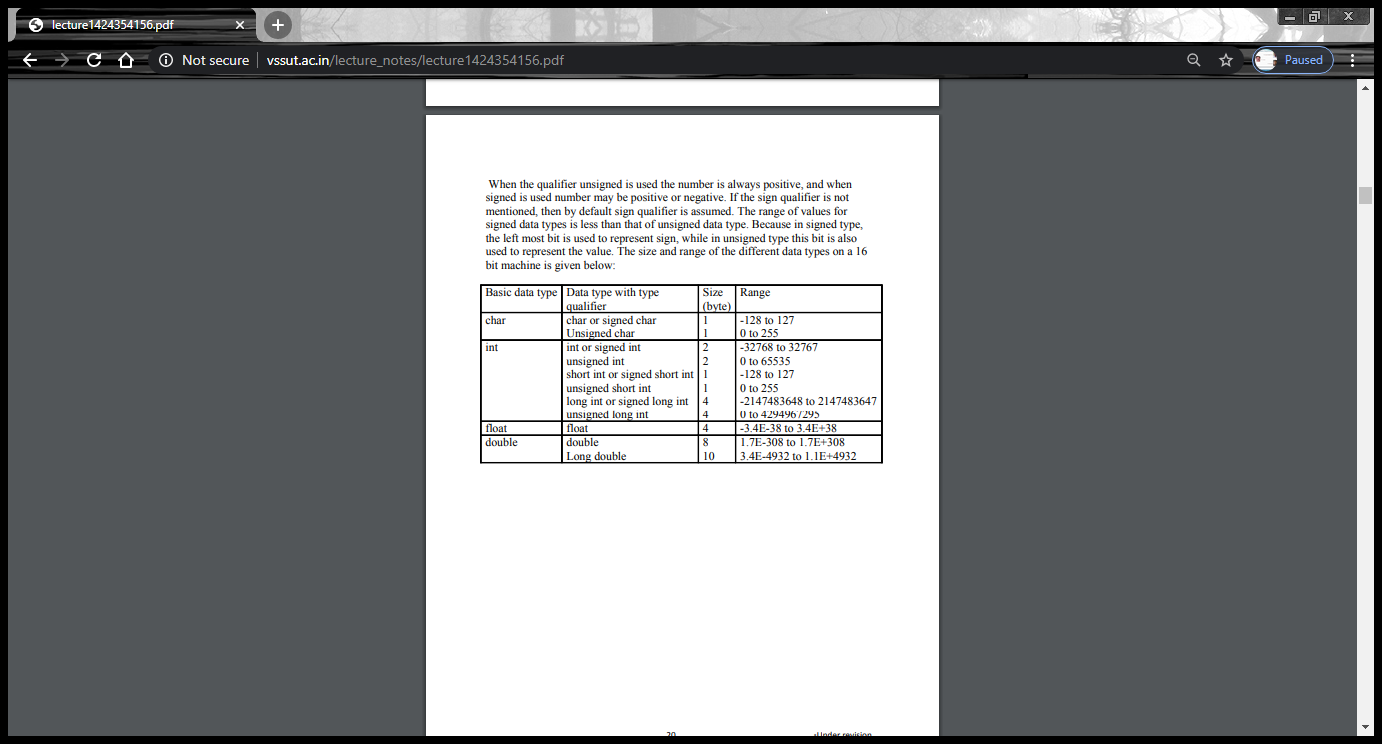 lecture1424354156.pdf
Not secure vssut.ac.in/lecture_notes/lecture1424354156.pdf Paused
When the qualifier unsigned is used the number is always positive, and when
signed is used number may be positive or negative. If the sign qualifier is not
mentioned, then by default sign qualifier is assumed. The range of values for
signed data types is less than that of unsigned data type. Because in signed type,
the left most bit is used to represent sign, while in unsigned type this bit is also
used to represent the value. The size and range of the different data types on a 16
bit machine is given below:
Basic data type Data type with type Size Range
qualifier (byte)
char char or signed char 1 -128 to 127
Unsigned char 1 0 to 255
int int or signed int 2 -32768 to 32767
unsigned int 2 0 to 65535
short int or signed short int 1 -128 to 127
unsigned short int 1 0 to 255
long int or signed long int 4 -2147483648 to 2147483647
unsigned long int 4 0 to 4294967295
float float 4 -3.4E-38 to 3.4E+38
double double 8 1.7E-308 to 1.7E+308
Long double 10 3.4E-4932 to 1.1E+4932
20 *Under revision